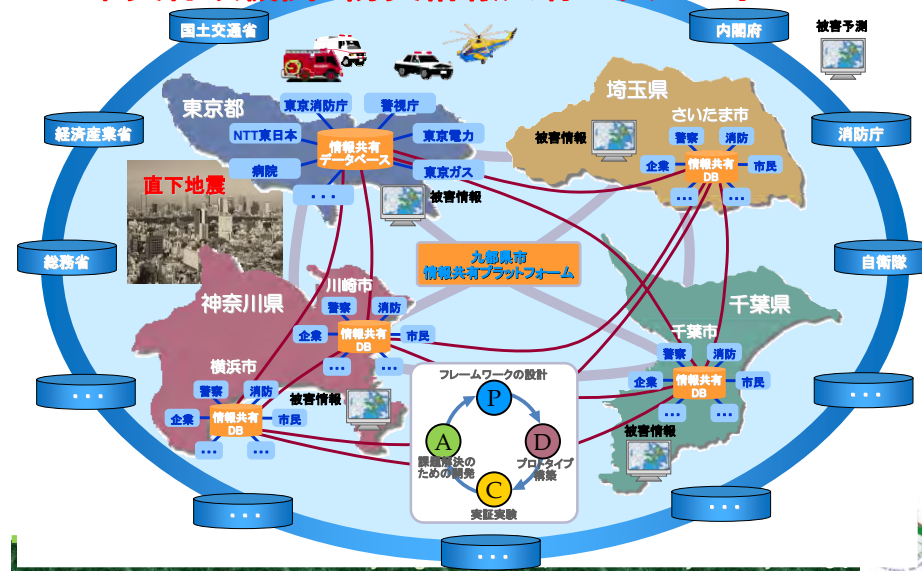 国土交通省
内閣府
被害予測
東京都
東京消防庁
警視庁
埼玉県
さいたま市
経済産業省
NTT東日本
情報共有
データベース
東京電力
被害情報
警察
消防
消防庁
病院
東京ガス
企業
情報共有
DB
市民
直下地震
...
被害情報
...
...
総務省
九都県市
情報共有プラットフォーム
自衛隊
神奈川県
川崎市
警察
消防
千葉県
千葉市
企業
情報共有
DB
市民
警察
消防
横浜市
...
...
フレームワークの設計
企業
情報共有
DB
市民
...
警察
消防
被害情報
P
...
企業
情報共有
DB
市民
...
...
...
...
A
D
被害情報
課題解決の
ための開発
プロトタイプ
構築
C
実証実験
...
...
...